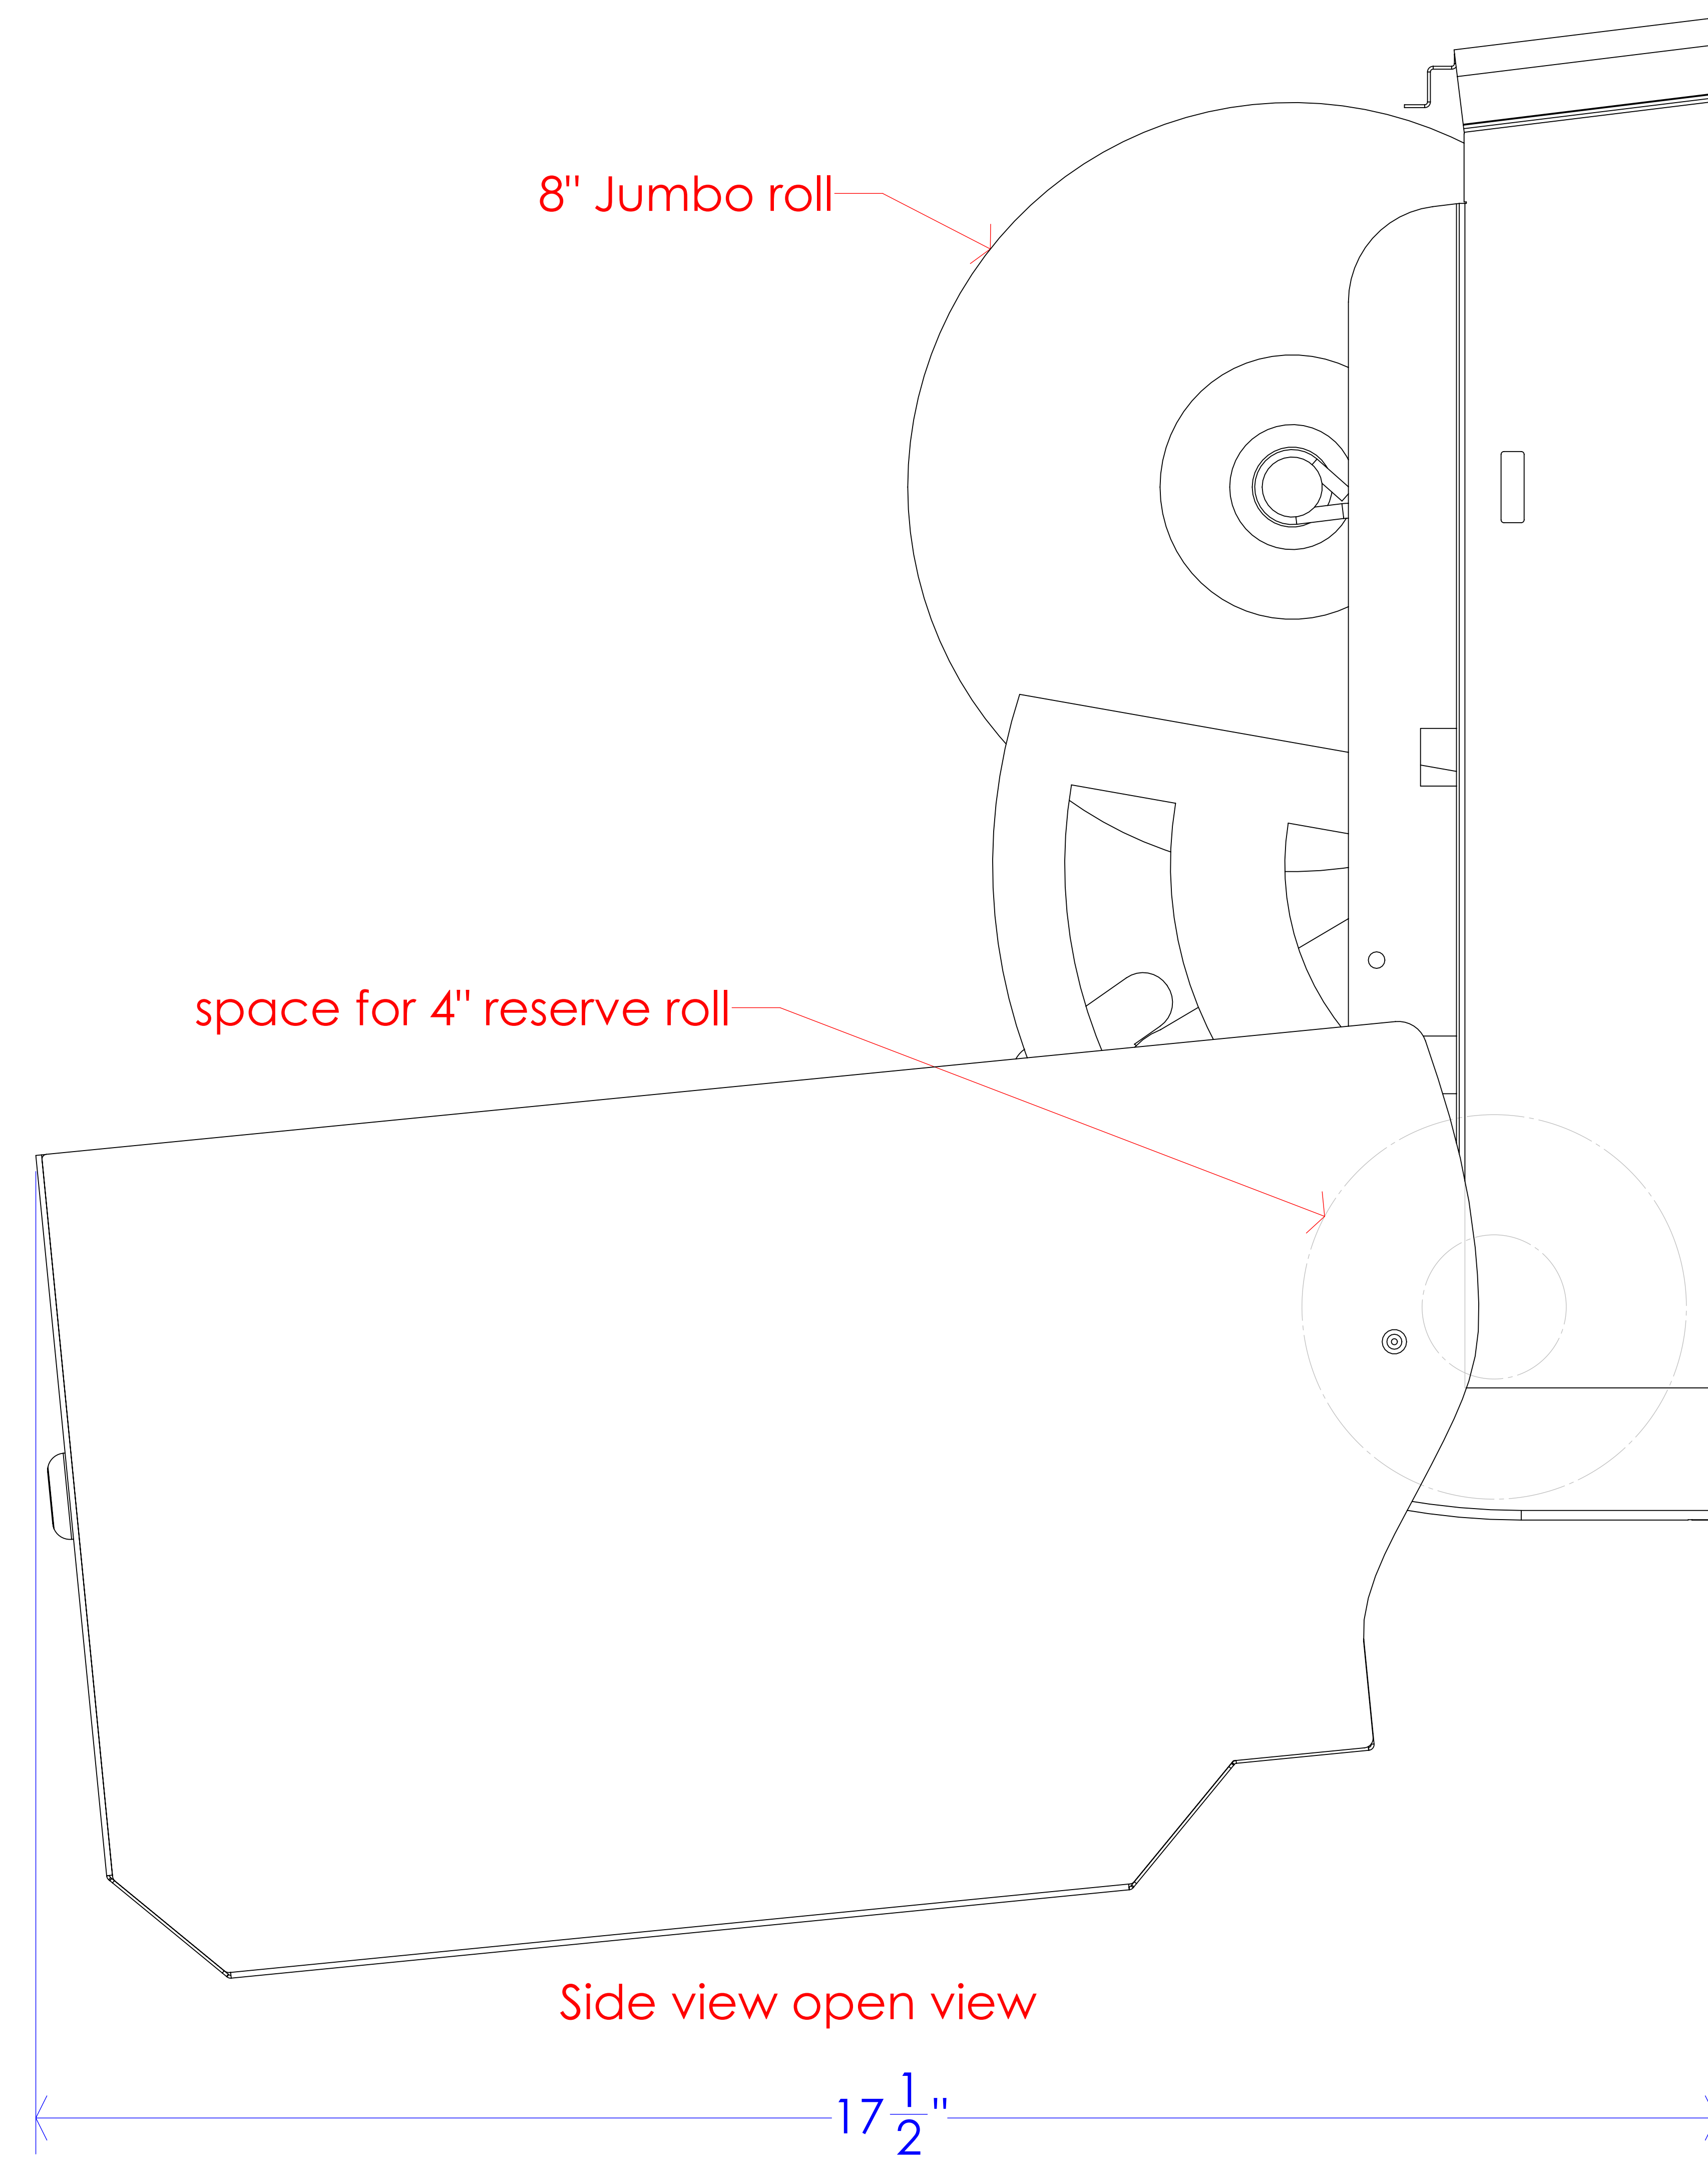 8" Jumbo roll
space for 4" reserve roll
Side view open view
17 1/2"